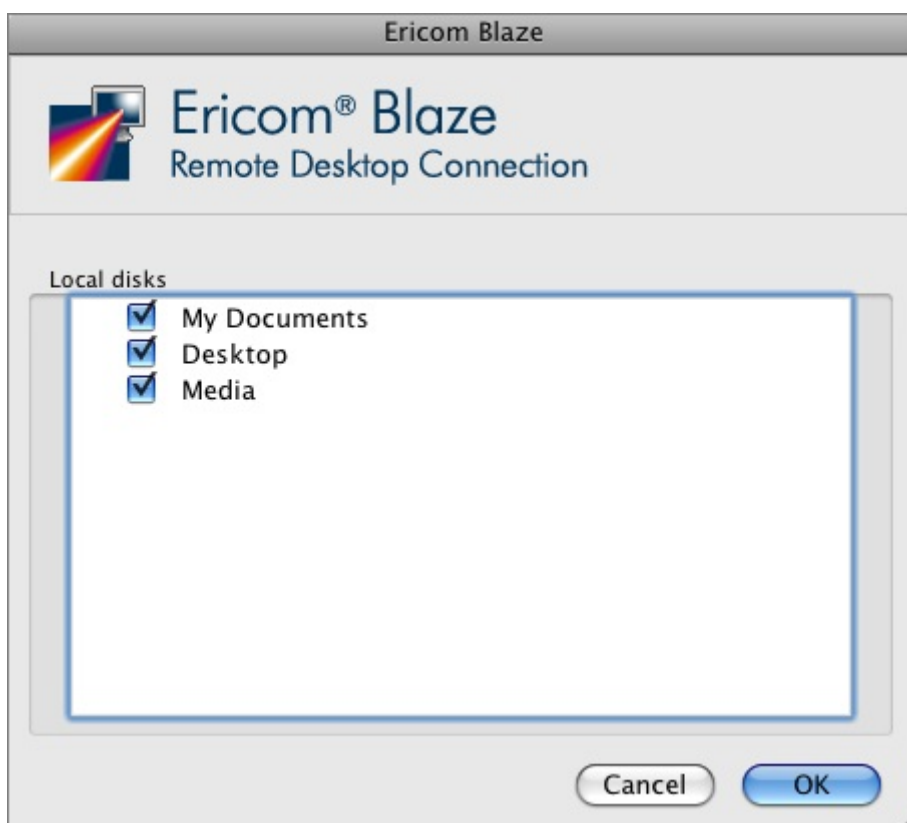 Ericom Blaze
Ericom® Blaze
Remote Desktop Connection
Local disks
My Documents
Desktop
Media
Cancel OK